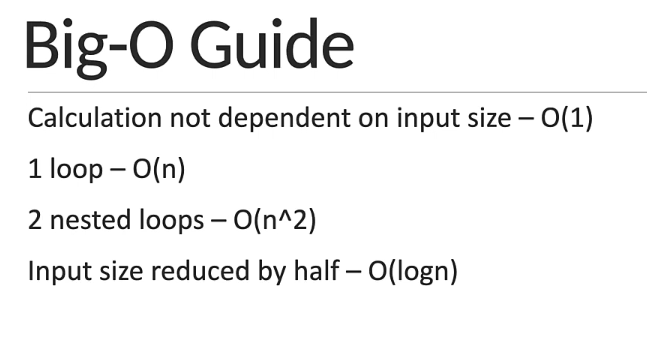 Big-O Guide
Calculation not dependent on input size – O(1)
1 loop – O(n)
2 nested loops – O(n^2)
Input size reduced by half – O(logn)